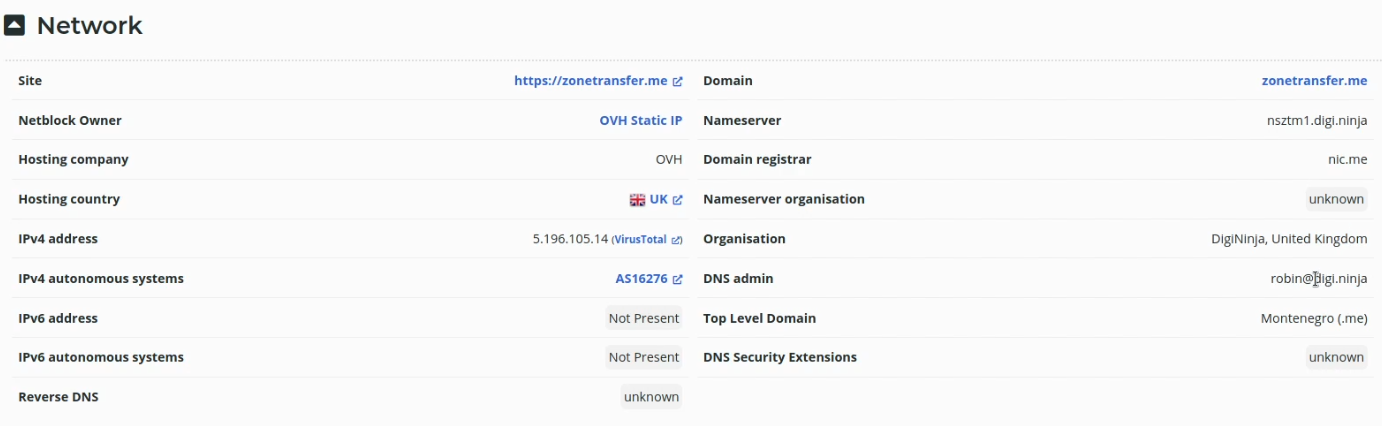 Network
Site https://zonetransfer.me Domain zonetransfer.me
Netblock Owner OVH Static IP Nameserver nsztm1.digi.ninja
Hosting company OVH Domain registrar nic.me
Hosting country UK Nameserver organisation unknown
IPv4 address 5.196.105.14 (VirusTotal) Organisation DigiNinja, United Kingdom
IPv4 autonomous systems AS16276 DNS admin robin@digi.ninja
IPv6 address Not Present Top Level Domain Montenegro (.me)
IPv6 autonomous systems Not Present DNS Security Extensions unknown
Reverse DNS unknown